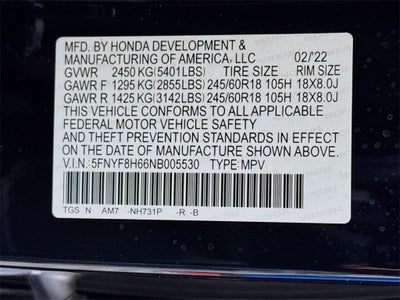 MFD. BY HONDA DEVELOPMENT &
MANUFACTURING OF AMERICA, LLC 02/'22
GVWR 2450 KG(5401LBS) TIRE SIZE RIM SIZE
GAWR F 1295 KG(2855LBS) 245/60R18 105H 18X8.0J
GAWR R 1425 KG(3142LBS) 245/60R18 105H 18X8.0J
THIS VEHICLE CONFORMS TO ALL APPLICABLE
FEDERAL MOTOR VEHICLE SAFETY AND
THEFT PREVENTION STANDARDS IN EFFECT
ON THE DATE OF MANUFACTURE SHOWN ABOVE.
V.I.N.: 5FNYF8H66NB005530 TYPE: MPV
TGS N AM7 -NH731P -R -B